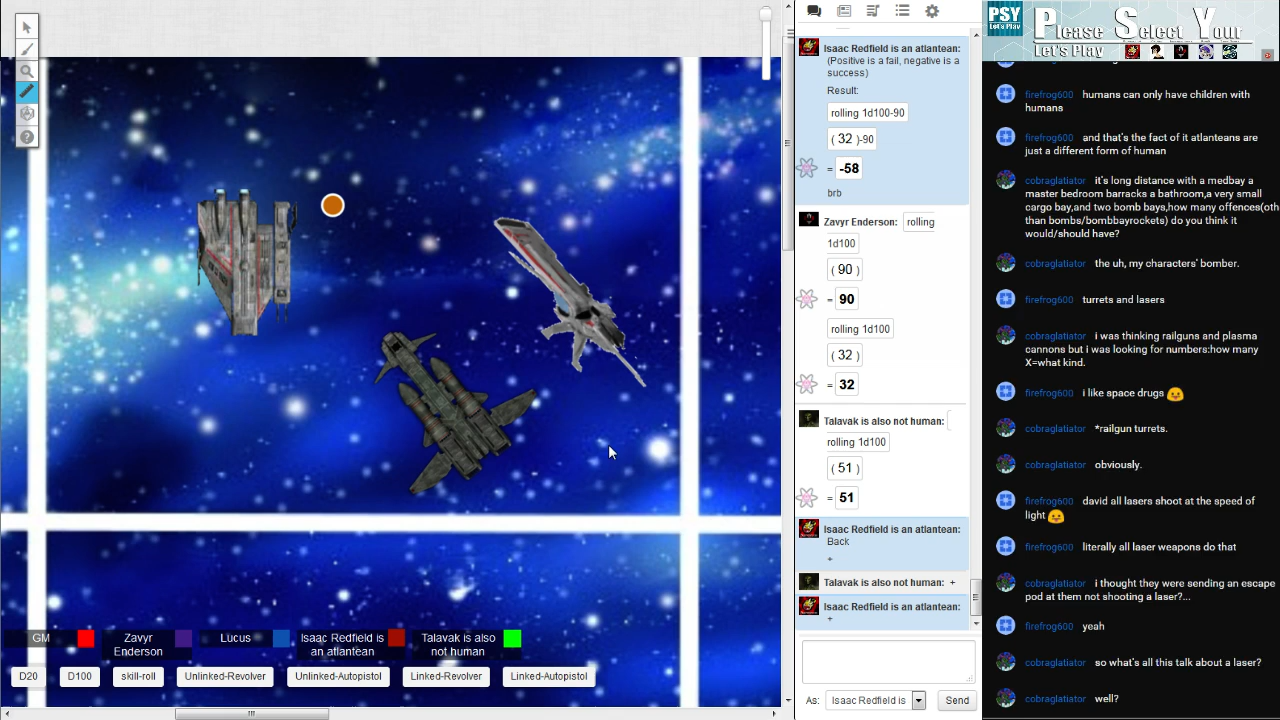 Isaac Redfield is an atlantean:
(Positive is a fail, negative is a
success)
Result:
rolling 1d100-90
( 32 )-90
= -58
brb
Zavyr Enderson: rolling
1d100
( 90 )
= 90
rolling 1d100
( 32 )
= 32
Talavak is also not human:
rolling 1d100
( 51 )
= 51
Isaac Redfield is an atlantean:
Back
+
Talavak is also not human: +
Isaac Redfield is an atlantean:
+
As: Isaac Redfield is Send
GM
Zavyr
Enderson
Lucus
Isaac Redfield is
an atlantean
Talavak is also
not human
D20 D100 skill-roll Unlinked-Revolver Unlinked-Autopistol Linked-Revolver Linked-Autopistol
PSY
Let's Play
Please Select Your
Let's Play
firefrog600 humans can only have children with
humans
firefrog600 and that's the fact of it atlanteans are
just a different form of human
cobraglatiator it's long distance with a medbay a
master bedroom barracks a bathroom,a very small
cargo bay,and two bomb bays,how many offences(oth
than bombs/bombbayrockets) do you think it
would/should have?
cobraglatiator the uh, my characters' bomber.
firefrog600 turrets and lasers
cobraglatiator i was thinking railguns and plasma
cannons but i was looking for numbers:how many
X=what kind.
firefrog600 i like space drugs
cobraglatiator *railgun turrets.
cobraglatiator obviously.
firefrog600 david all lasers shoot at the speed of
light
firefrog600 literally all laser weapons do that
cobraglatiator i thought they were sending an escape
pod at them not shooting a laser?...
firefrog600 yeah
cobraglatiator so what's all this talk about a laser?
cobraglatiator well?